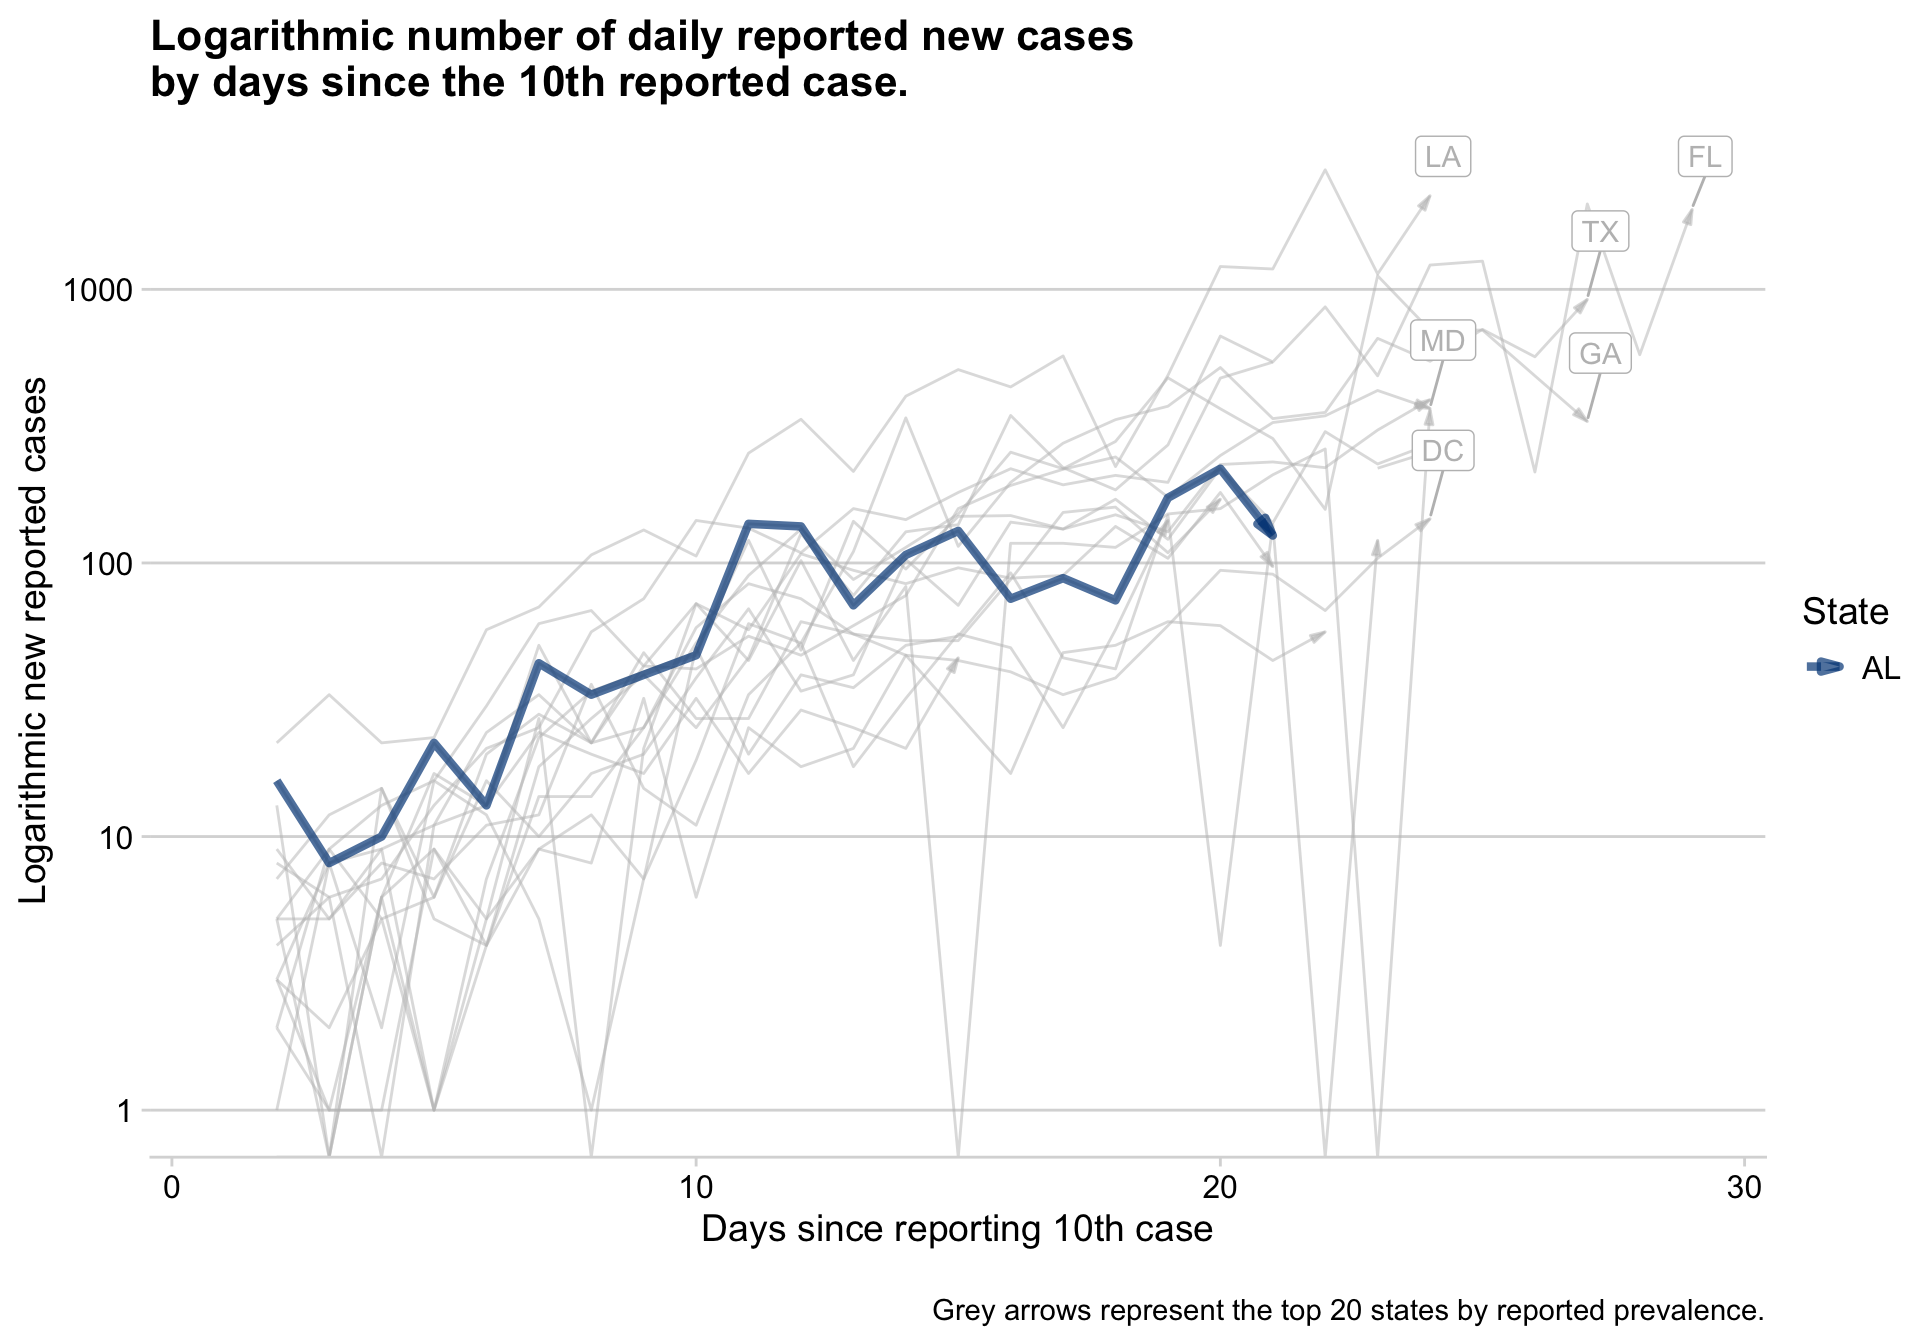 Logarithmic number of daily reported new cases
by days since the 10th reported case.
LA
FL
TX
1000
MD
GA
DC
Logarithmic new reported cases
100
State
AL
10
1
0
10
20
30
Days since reporting 10th case
Grey arrows represent the top 20 states by reported prevalence.